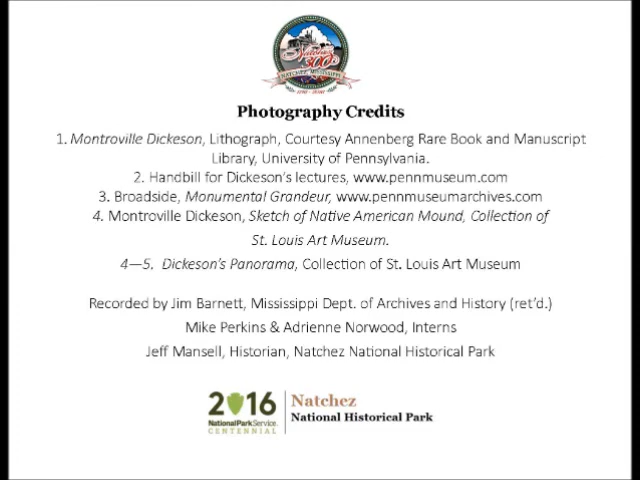 Natchez
300
NATCHEZ, MISSISSIPPI
Photography Credits
1. Montroville Dickeson, Lithograph, Courtesy Annenberg Rare Book and Manuscript
Library, University of Pennsylvania.
2. Handbill for Dickeson's lectures, www.pennmuseum.com
3. Broadside, Monumental Grandeur, www.pennmuseumarchives.com
4. Montroville Dickeson, Sketch of Native American Mound, Collection of
St. Louis Art Museum.
4—5. Dickeson's Panorama, Collection of St. Louis Art Museum
Recorded by Jim Barnett, Mississippi Dept. of Archives and History (ret'd.)
Mike Perkins & Adrienne Norwood, Interns
Jeff Mansell, Historian, Natchez National Historical Park
2016
National Park Service
CENTENNIAL
Natchez
National Historical Park